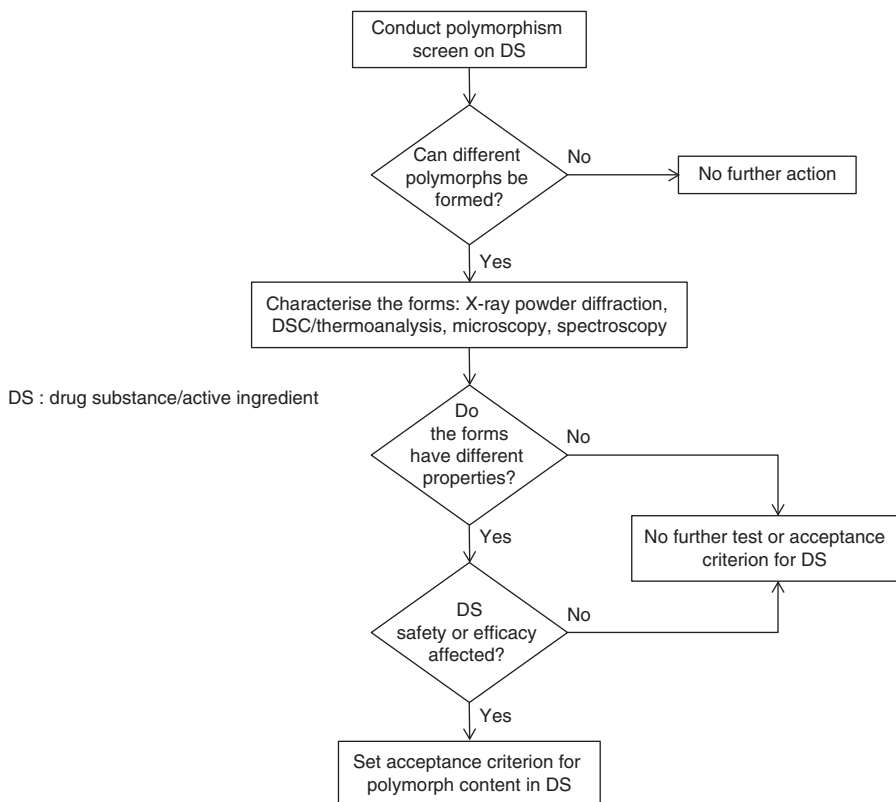 Conduct polymorphism
screen on DS
Can different
polymorphs be
formed?
No
No further action
Yes
Characterise the forms: X-ray powder diffraction,
DSC/thermoanalysis, microscopy, spectroscopy
DS : drug substance/active ingredient
Do
the forms
have different
properties?
No
Yes
No further test or acceptance
criterion for DS
DS
safety or efficacy
affected?
No
Yes
Set acceptance criterion for
polymorph content in DS